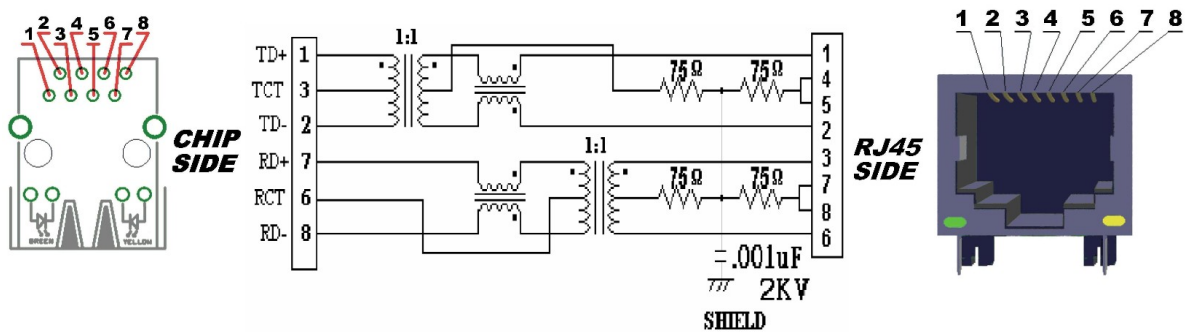 1 2 3 4 5 6 7 8
CHIP SIDE
GREEN
YELLOW
1:1
TD+ 1
TCT 3
TD- 2
RD+ 7
RCT 6
RD- 8
75Ω 75Ω
1:1
75Ω 75Ω
.001uF
2KV
SHIELD
1
4
5
2
3
7
8
6
RJ45 SIDE
1 2 3 4 5 6 7 8